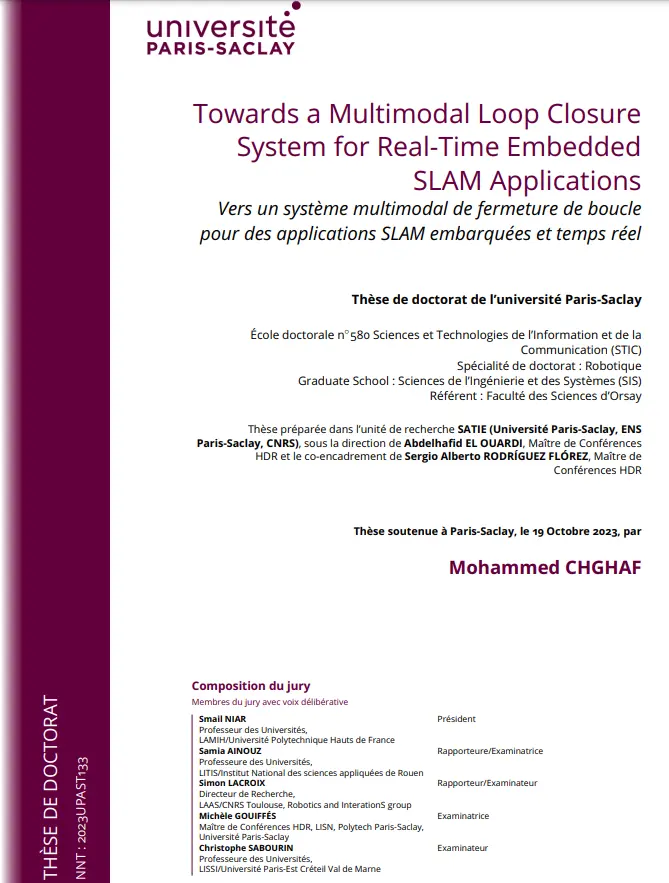 université
PARIS-SACLAY
Towards a Multimodal Loop Closure
System for Real-Time Embedded
SLAM Applications
Vers un système multimodal de fermeture de boucle
pour des applications SLAM embarquées et temps réel
Thèse de doctorat de l'université Paris-Saclay
École doctorale n°580 Sciences et Technologies de l'Information et de la
Communication (STIC)
Spécialité de doctorat : Robotique
Graduate School : Sciences de l'Ingénierie et des Systèmes (SIS)
Référent : Faculté des Sciences d'Orsay
Thèse préparée dans l'unité de recherche SATIE (Université Paris-Saclay, ENS
Paris-Saclay, CNRS), sous la direction de Abdelhafid EL OUARDI, Maître de Conférences
HDR et le co-encadrement de Sergio Alberto RODRÍGUEZ FLÓREZ, Maître de
Conférences HDR
Thèse soutenue à Paris-Saclay, le 19 Octobre 2023, par
Mohammed CHGHAF
Composition du jury
Membres du jury avec voix délibérative
Smail NIAR Président
Professeur des Universités,
LAMIH/Université Polytechnique Hauts de France
Samia AINOUZ Rapporteure/Examinatrice
Professeure des Universités,
LITIS/Institut National des sciences appliquées de Rouen
Simon LACROIX Rapporteur/Examinateur
Directeur de Recherche,
LAAS/CNRS Toulouse, Robotics and InterationS group
Michèle GOUIFFÉS Examinatrice
Maître de Conférences HDR, LISN, Polytech Paris-Saclay,
Université Paris-Saclay
Christophe SABOURIN Examinateur
Professeure des Universités,
LISSI/Université Paris-Est Créteil Val de Marne
THÈSE DE DOCTORAT
NNT : 2023UPAST133